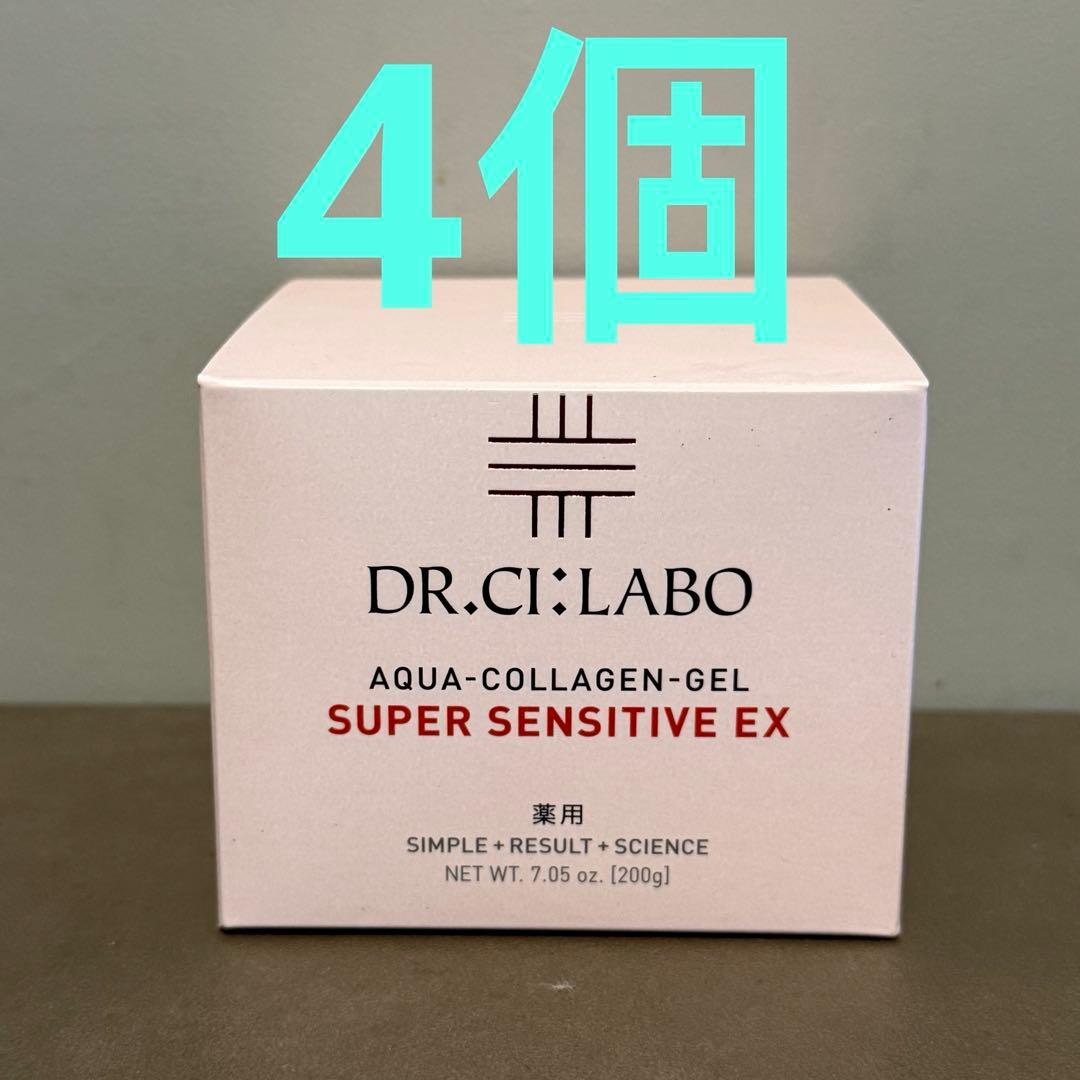 4個
DR.CI:LABO
AQUA-COLLAGEN-GEL
SUPER SENSITIVE EX
薬用
SIMPLE+RESULT+SCIENCE
NET WT. 7.05 oz. [200g]